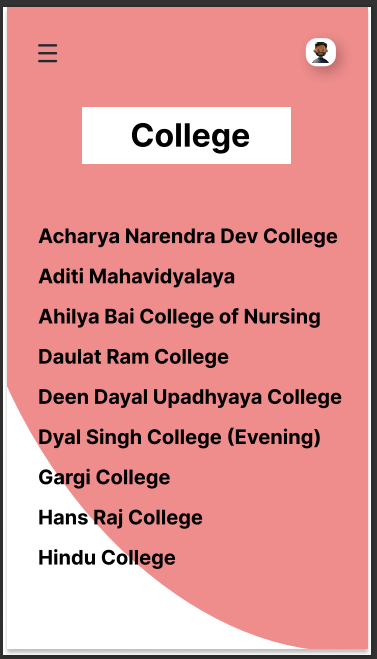 College
Acharya Narendra Dev College
Aditi Mahavidyalaya
Ahilya Bai College of Nursing
Daulat Ram College
Deen Dayal Upadhyaya College
Dyal Singh College (Evening)
Gargi College
Hans Raj College
Hindu College